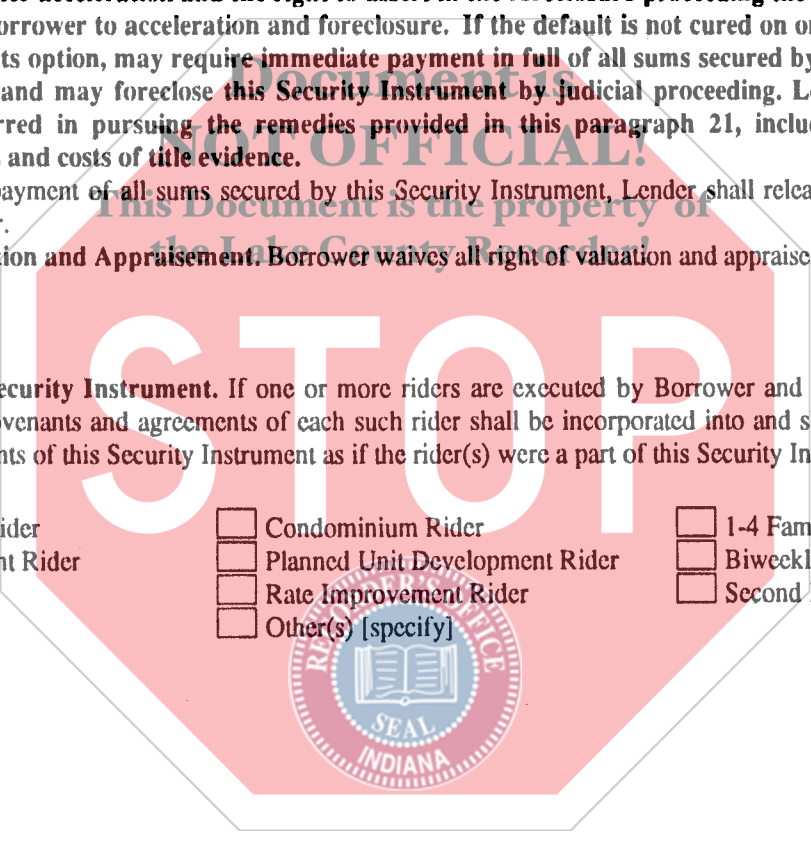 orrower to acceleration and foreclosure. If the default is not cured on o
ts option, may require immediate payment in full of all sums secured by
and may foreclose this Security Instrument by judicial proceeding. L
rred in pursuing the remedies provided in this paragraph 21, inclu
and costs of title evidence.
ayment of all sums secured by this Security Instrument, Lender shall relea
r.
ion and Appraisement. Borrower waives all right of valuation and appraise
Document is
NOT OFFICIAL!
This Document is the property of
the Lake County Recorder!
STOP
ecurity Instrument. If one or more riders are executed by Borrower and
venants and agreements of each such rider shall be incorporated into and s
nts of this Security Instrument as if the rider(s) were a part of this Security In
ider Condominium Rider 1-4 Fam
nt Rider Planned Unit Development Rider Biweekl
Rate Improvement Rider Second
Other(s) [specify]
RECORDER'S OFFICE
SEAL
INDIANA